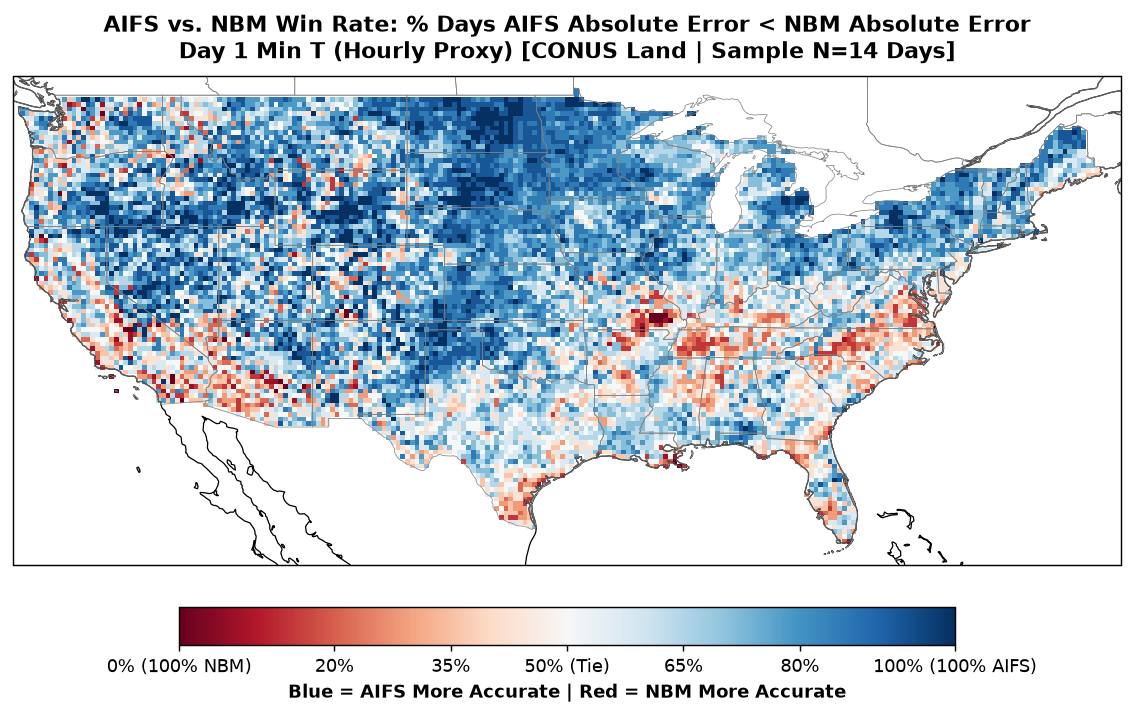 AIFS vs. NBM Win Rate: % Days AIFS Absolute Error < NBM Absolute Error
Day 1 Min T (Hourly Proxy) [CONUS Land | Sample N=14 Days]
0% (100% NBM) 20% 35% 50% (Tie) 65% 80% 100% (100% AIFS)
Blue = AIFS More Accurate | Red = NBM More Accurate